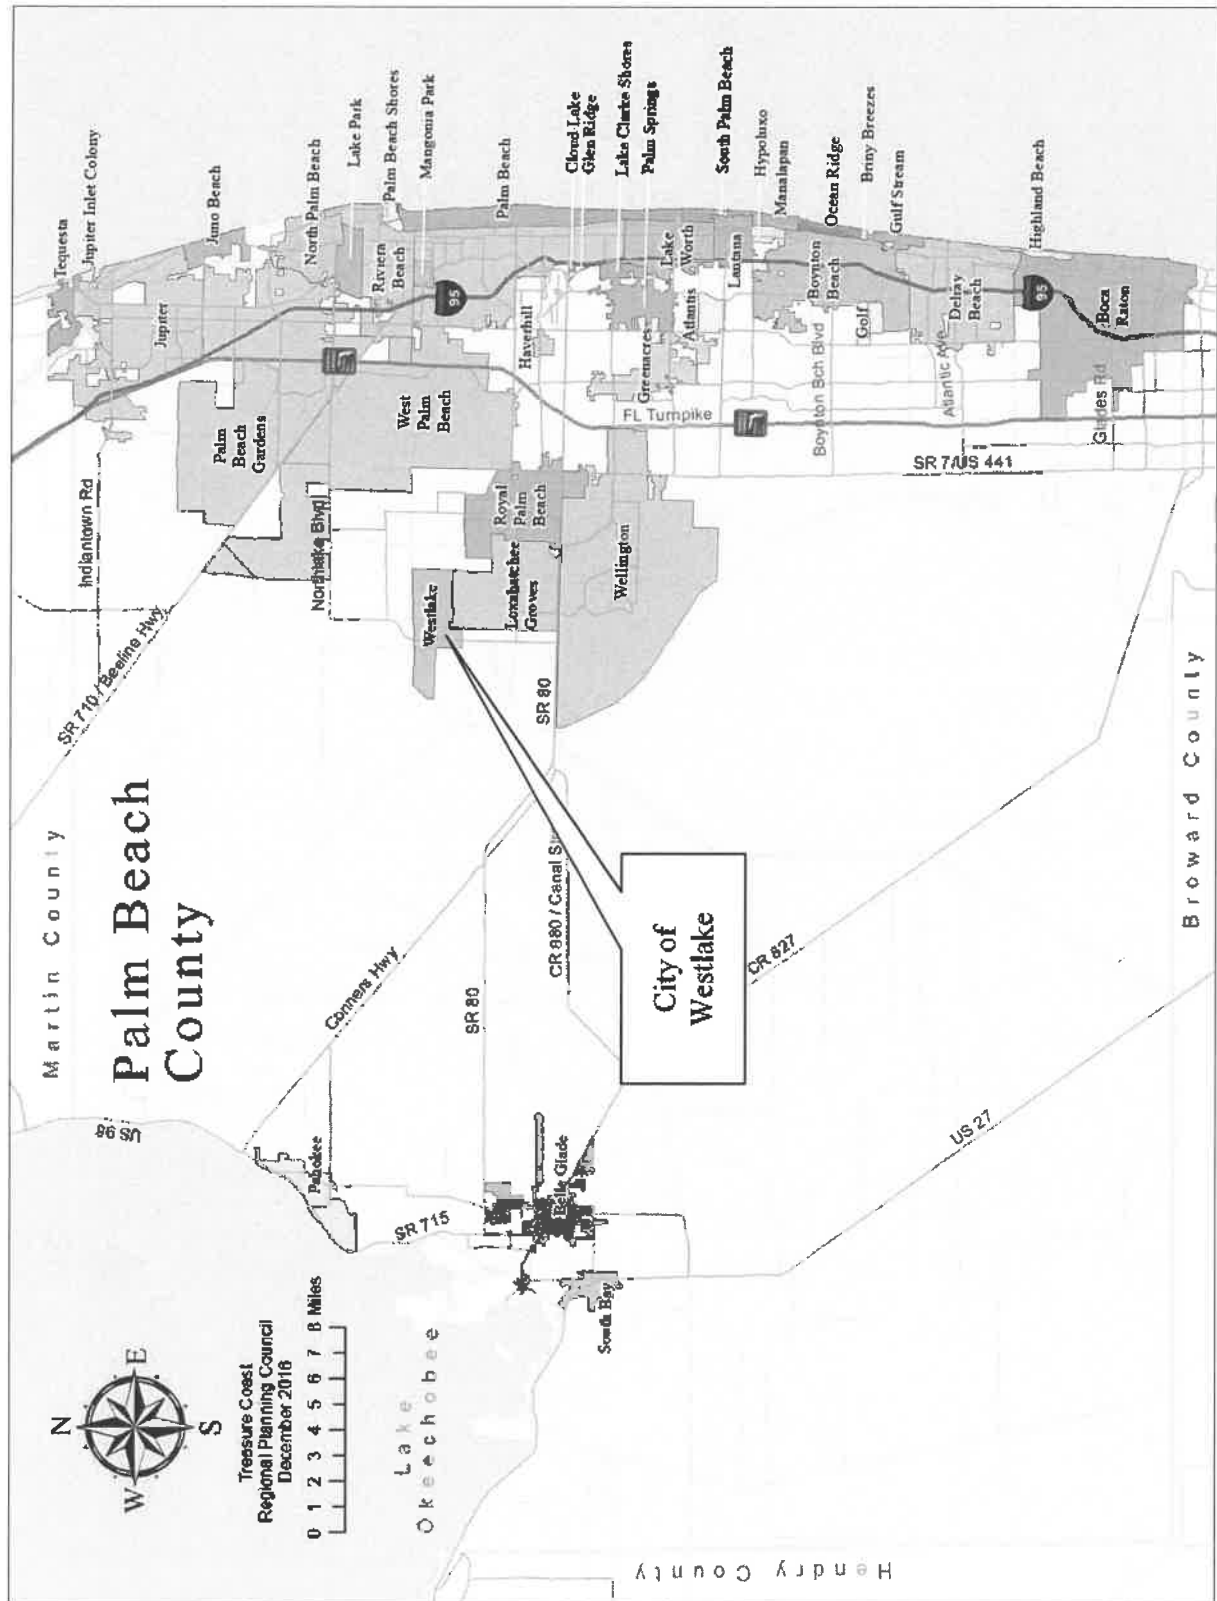 Martin County
Palm Beach
County
N
W
E
S
Treasure Coast
Regional Planning Council
December 2016
0 1 2 3 4 5 6 7 8 Miles
Lake
Okeechobee
Hendry County
Broward County
City of
Westlake
US 98
Pahokee
SR 715
Belle Glade
South Bay
Conners Hwy
SR 80
CR 880 / Canal St
CR 827
US 27
SR 80
SR 710 / Beeline Hwy
Indiantown Rd
Northlake Blvd
Westlake
Loxahatchee
Groves
Royal
Palm
Beach
Wellington
Palm
Beach
Gardens
West
Palm
Beach
Jupiter
Riviera
Beach
95
Haverhill
Greenacres
Atlantis
Lake
Worth
Lantana
FL Turnpike
Boynton Bch Blvd
Boynton
Beach
Golf
Atlantic Ave
Delray
Beach
95
Boca
Raton
Glades Rd
SR 7/US 441
Tequesta
Jupiter Inlet Colony
Juno Beach
North Palm Beach
Lake Park
Palm Beach Shores
Mangonia Park
Palm Beach
Cloud Lake
Glen Ridge
Lake Clarke Shores
Palm Springs
South Palm Beach
Hypoluxo
Manalapan
Ocean Ridge
Briny Breezes
Gulf Stream
Highland Beach